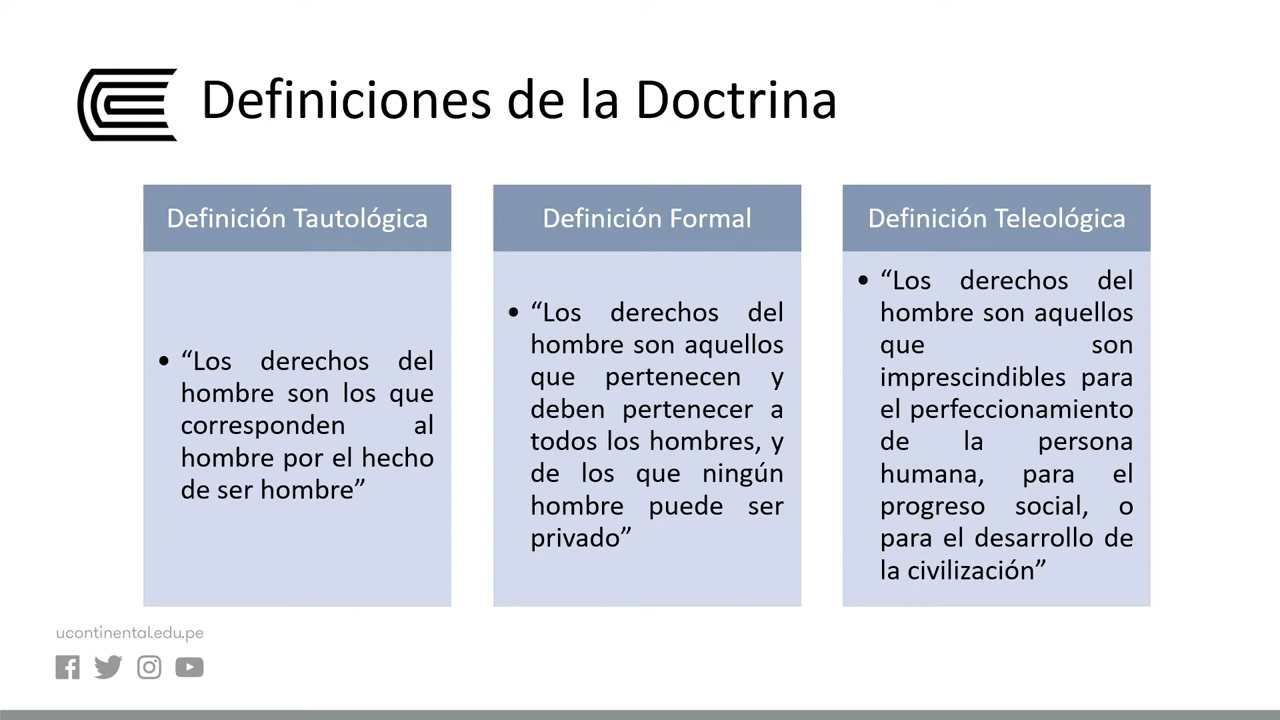 Definiciones de la Doctrina
Definición Tautológica
• “Los derechos del
hombre son los que
corresponden al
hombre por el hecho
de ser hombre”
Definición Formal
• “Los derechos del
hombre son aquellos
que pertenecen y
deben pertenecer a
todos los hombres, y
de los que ningún
hombre puede ser
privado”
Definición Teleológica
• “Los derechos del
hombre son aquellos
que son
imprescindibles para
el perfeccionamiento
de la persona
humana, para el
progreso social, o
para el desarrollo de
la civilización”
ucontinental.edu.pe